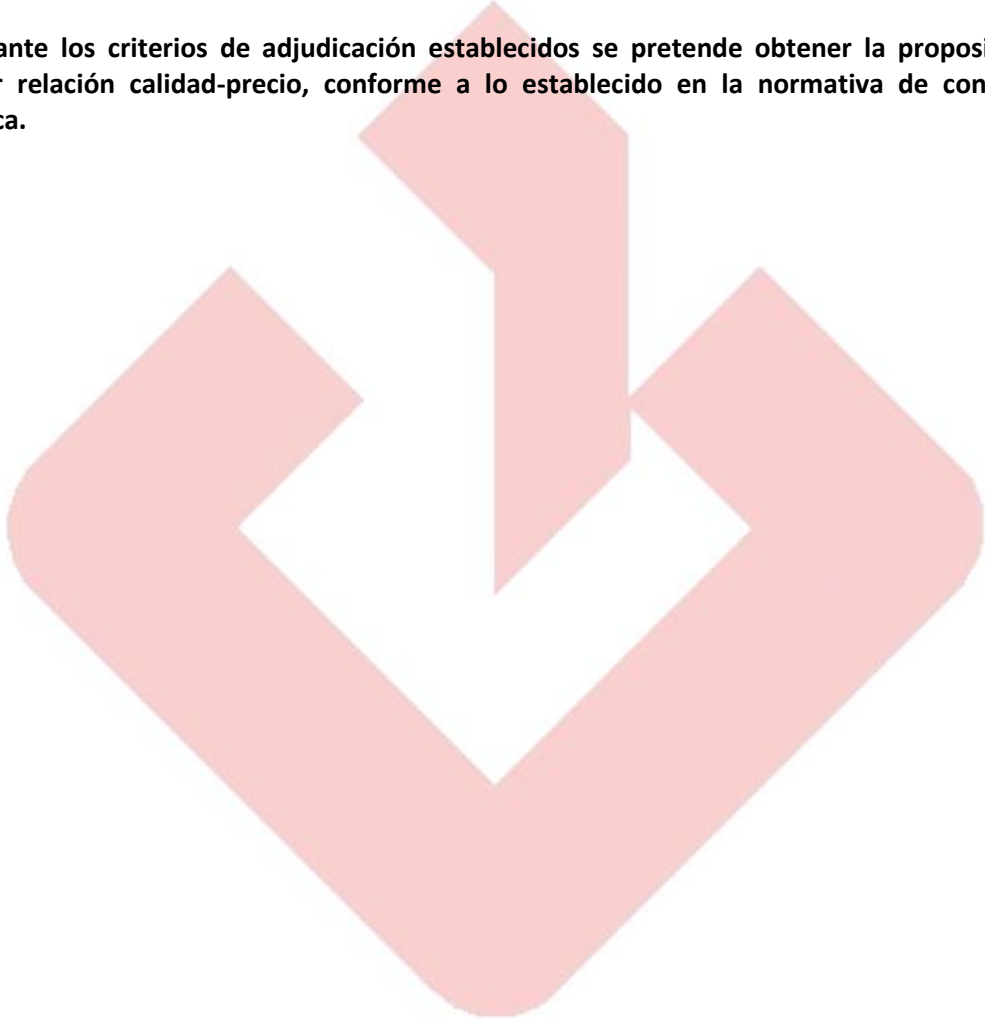 ante los criterios de adjudicación establecidos se pretende obtener la proposi
r relación calidad-precio, conforme a lo establecido en la normativa de con
ca.